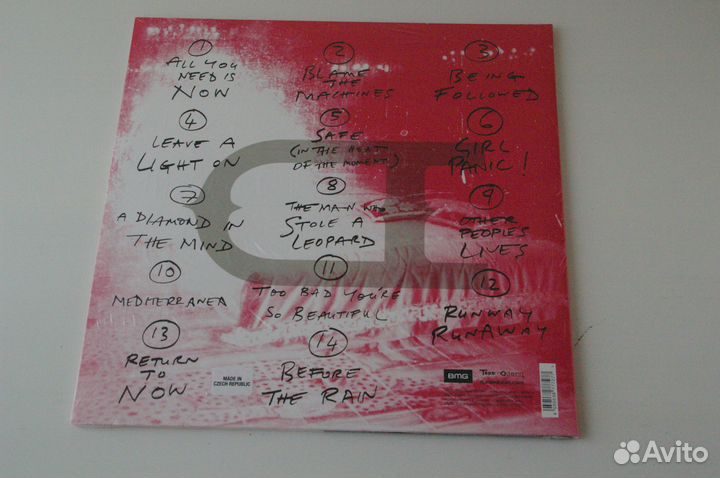 1
ALL YOU
NEED IS
NOW
2
BLAME
THE
MACHINES
3
BEING
FOLLOWED
4
LEAVE A
LIGHT ON
5
SAFE
(IN THE HEAT
OF THE MOMENT)
6
GIRL
PANIC!
7
A DIAMOND IN
THE MIND
8
THE MAN WHO
STOLE A
LEOPARD
9
OTHER
PEOPLES
LIVES
10
MEDITERRANEA
11
TOO BAD YOU'RE
SO BEAUTIFUL
12
RUNWAY
RUNAWAY
13
RETURN
TO
NOW
14
BEFORE
THE RAIN
MADE IN
CZECH REPUBLIC
BMG
Avito